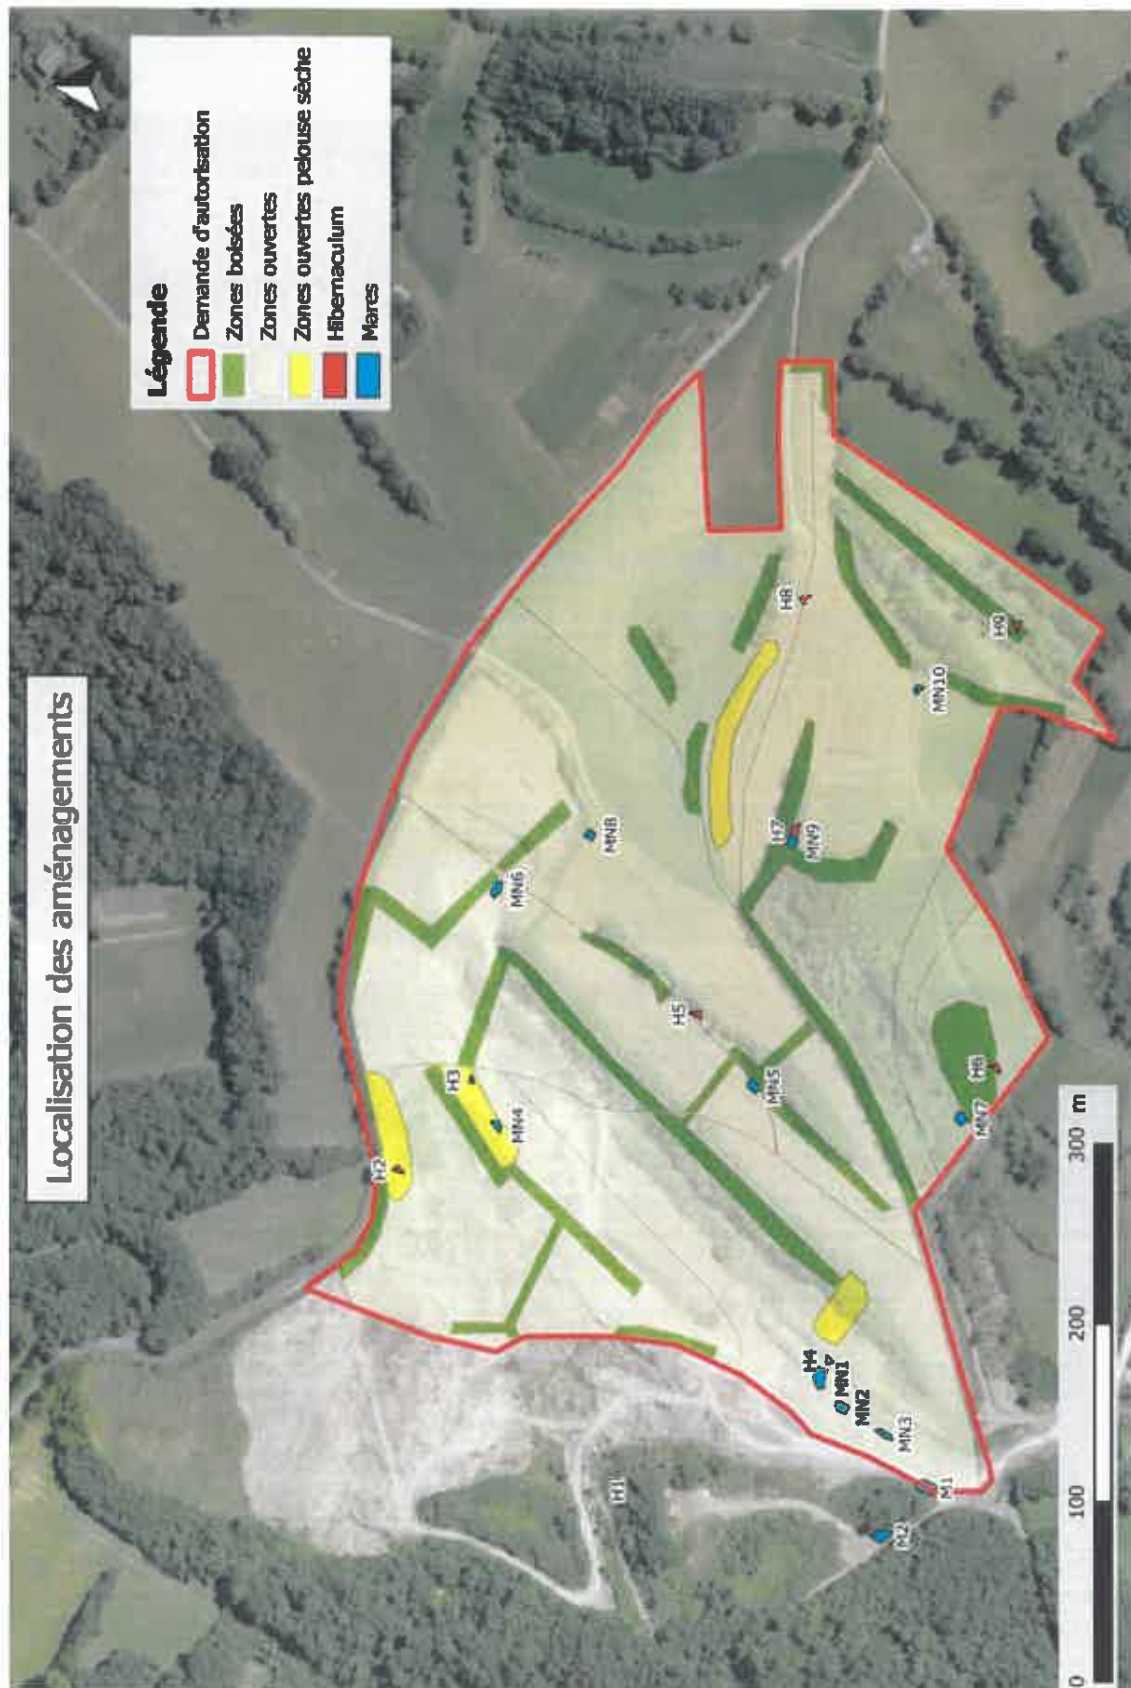 Localisation des aménagements
Légende
Demande d'autorisation
Zones boisées
Zones ouvertes
Zones ouvertes pelouse sèche
Hibernaculum
Mares
H2
H3
MN4
MN6
MN8
H5
MN5
H7
MN9
H8
MN10
H9
H6
MN7
H4
MN1
MN2
MN3
M1
M2
H1
0 100 200 300 m